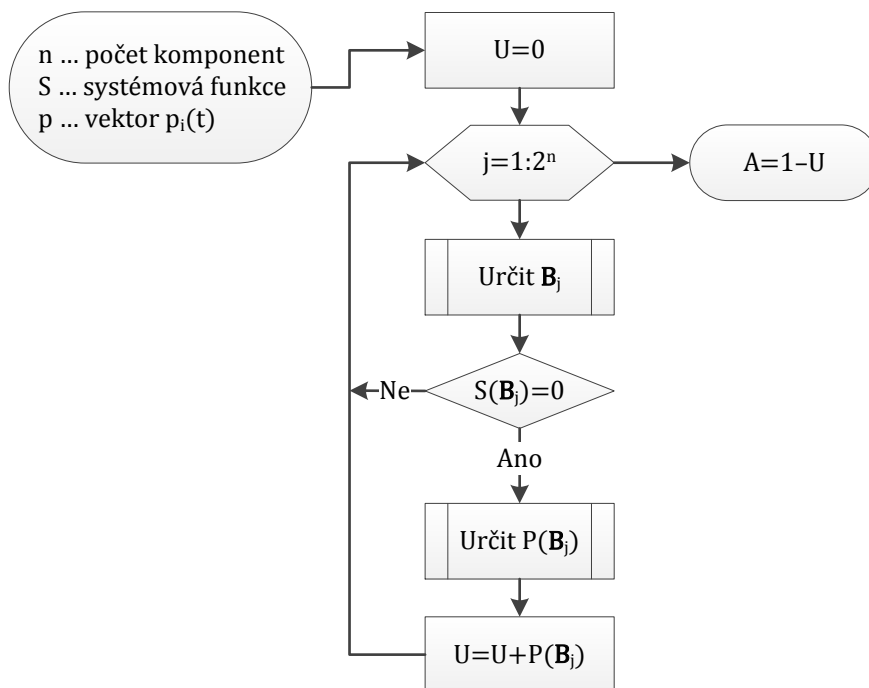 n … počet komponent
S … systémová funkce
p … vektor pᵢ(t)
U=0
j=1:2ⁿ
A=1–U
Určit Bⱼ
S(Bⱼ)=0
Ne
Ano
Určit P(Bⱼ)
U=U+P(Bⱼ)